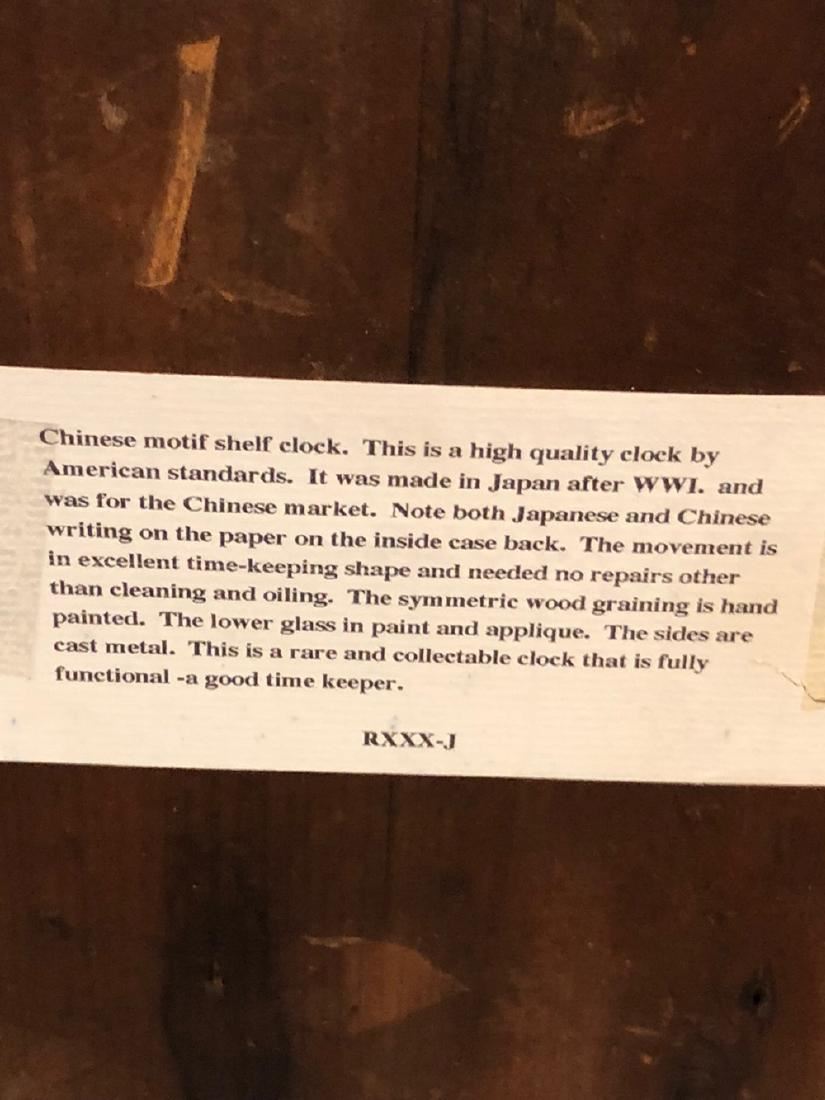 Chinese motif shelf clock. This is a high quality clock by
American standards. It was made in Japan after WWI. and
was for the Chinese market. Note both Japanese and Chinese
writing on the paper on the inside case back. The movement is
in excellent time-keeping shape and needed no repairs other
than cleaning and oiling. The symmetric wood graining is hand
painted. The lower glass in paint and applique. The sides are
cast metal. This is a rare and collectable clock that is fully
functional -a good time keeper.
RXXX-J